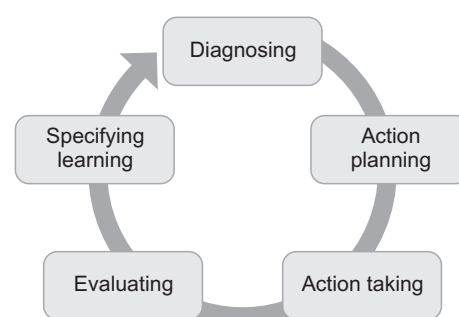 Diagnosing
Action
planning
Action taking
Evaluating
Specifying
learning